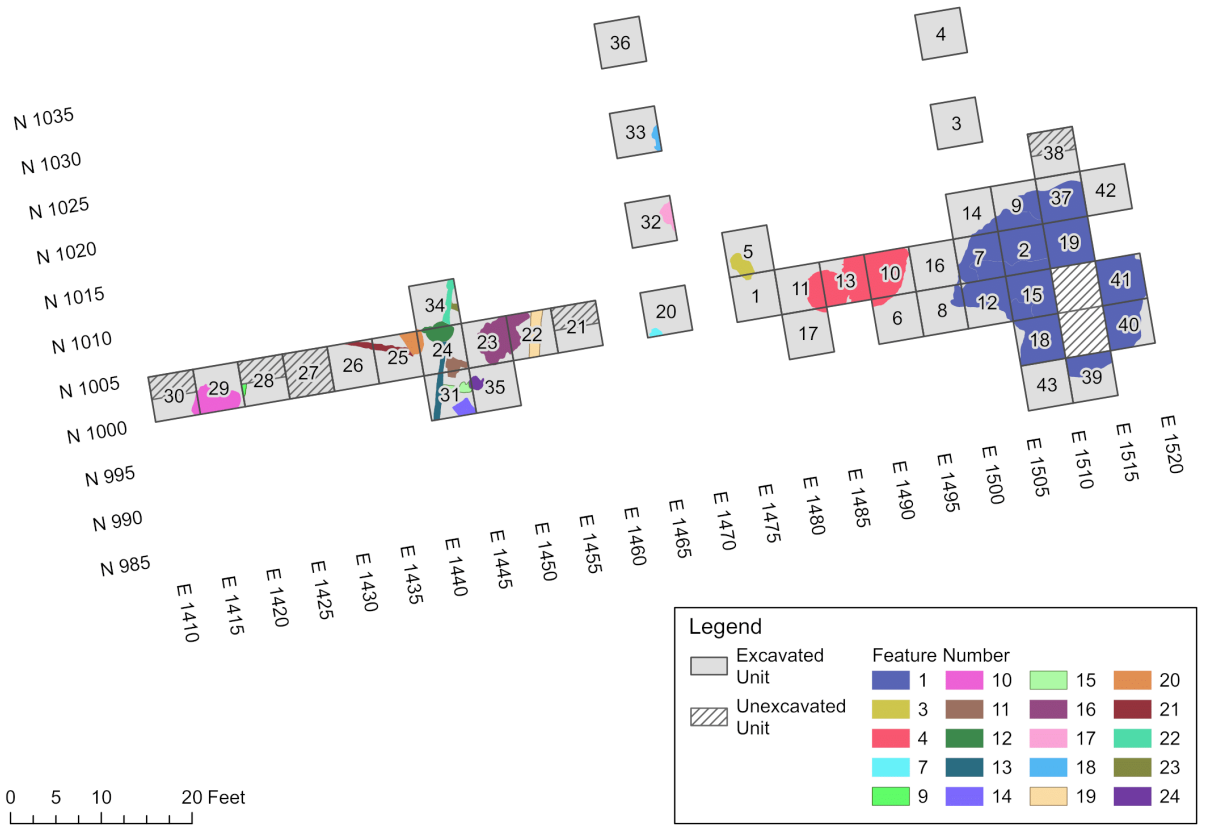 36
4
N 1035
33
3
N 1030
38
N 1025
32
14
9
37
42
N 1020
5
7
2
19
16
N 1015
34
1
11
13
10
41
20
6
8
12
15
N 1010
17
18
40
30
29
28
27
26
25
24
23
22
21
N 1005
31
35
43
39
N 1000
N 995
N 990
N 985
E 1410
E 1415
E 1420
E 1425
E 1430
E 1435
E 1440
E 1445
E 1450
E 1455
E 1460
E 1465
E 1470
E 1475
E 1480
E 1485
E 1490
E 1495
E 1500
E 1505
E 1510
E 1515
E 1520
Legend
Excavated
Unit
Unexcavated
Unit
Feature Number
1
3
4
7
9
10
11
12
13
14
15
16
17
18
19
20
21
22
23
24
0 5 10 20 Feet